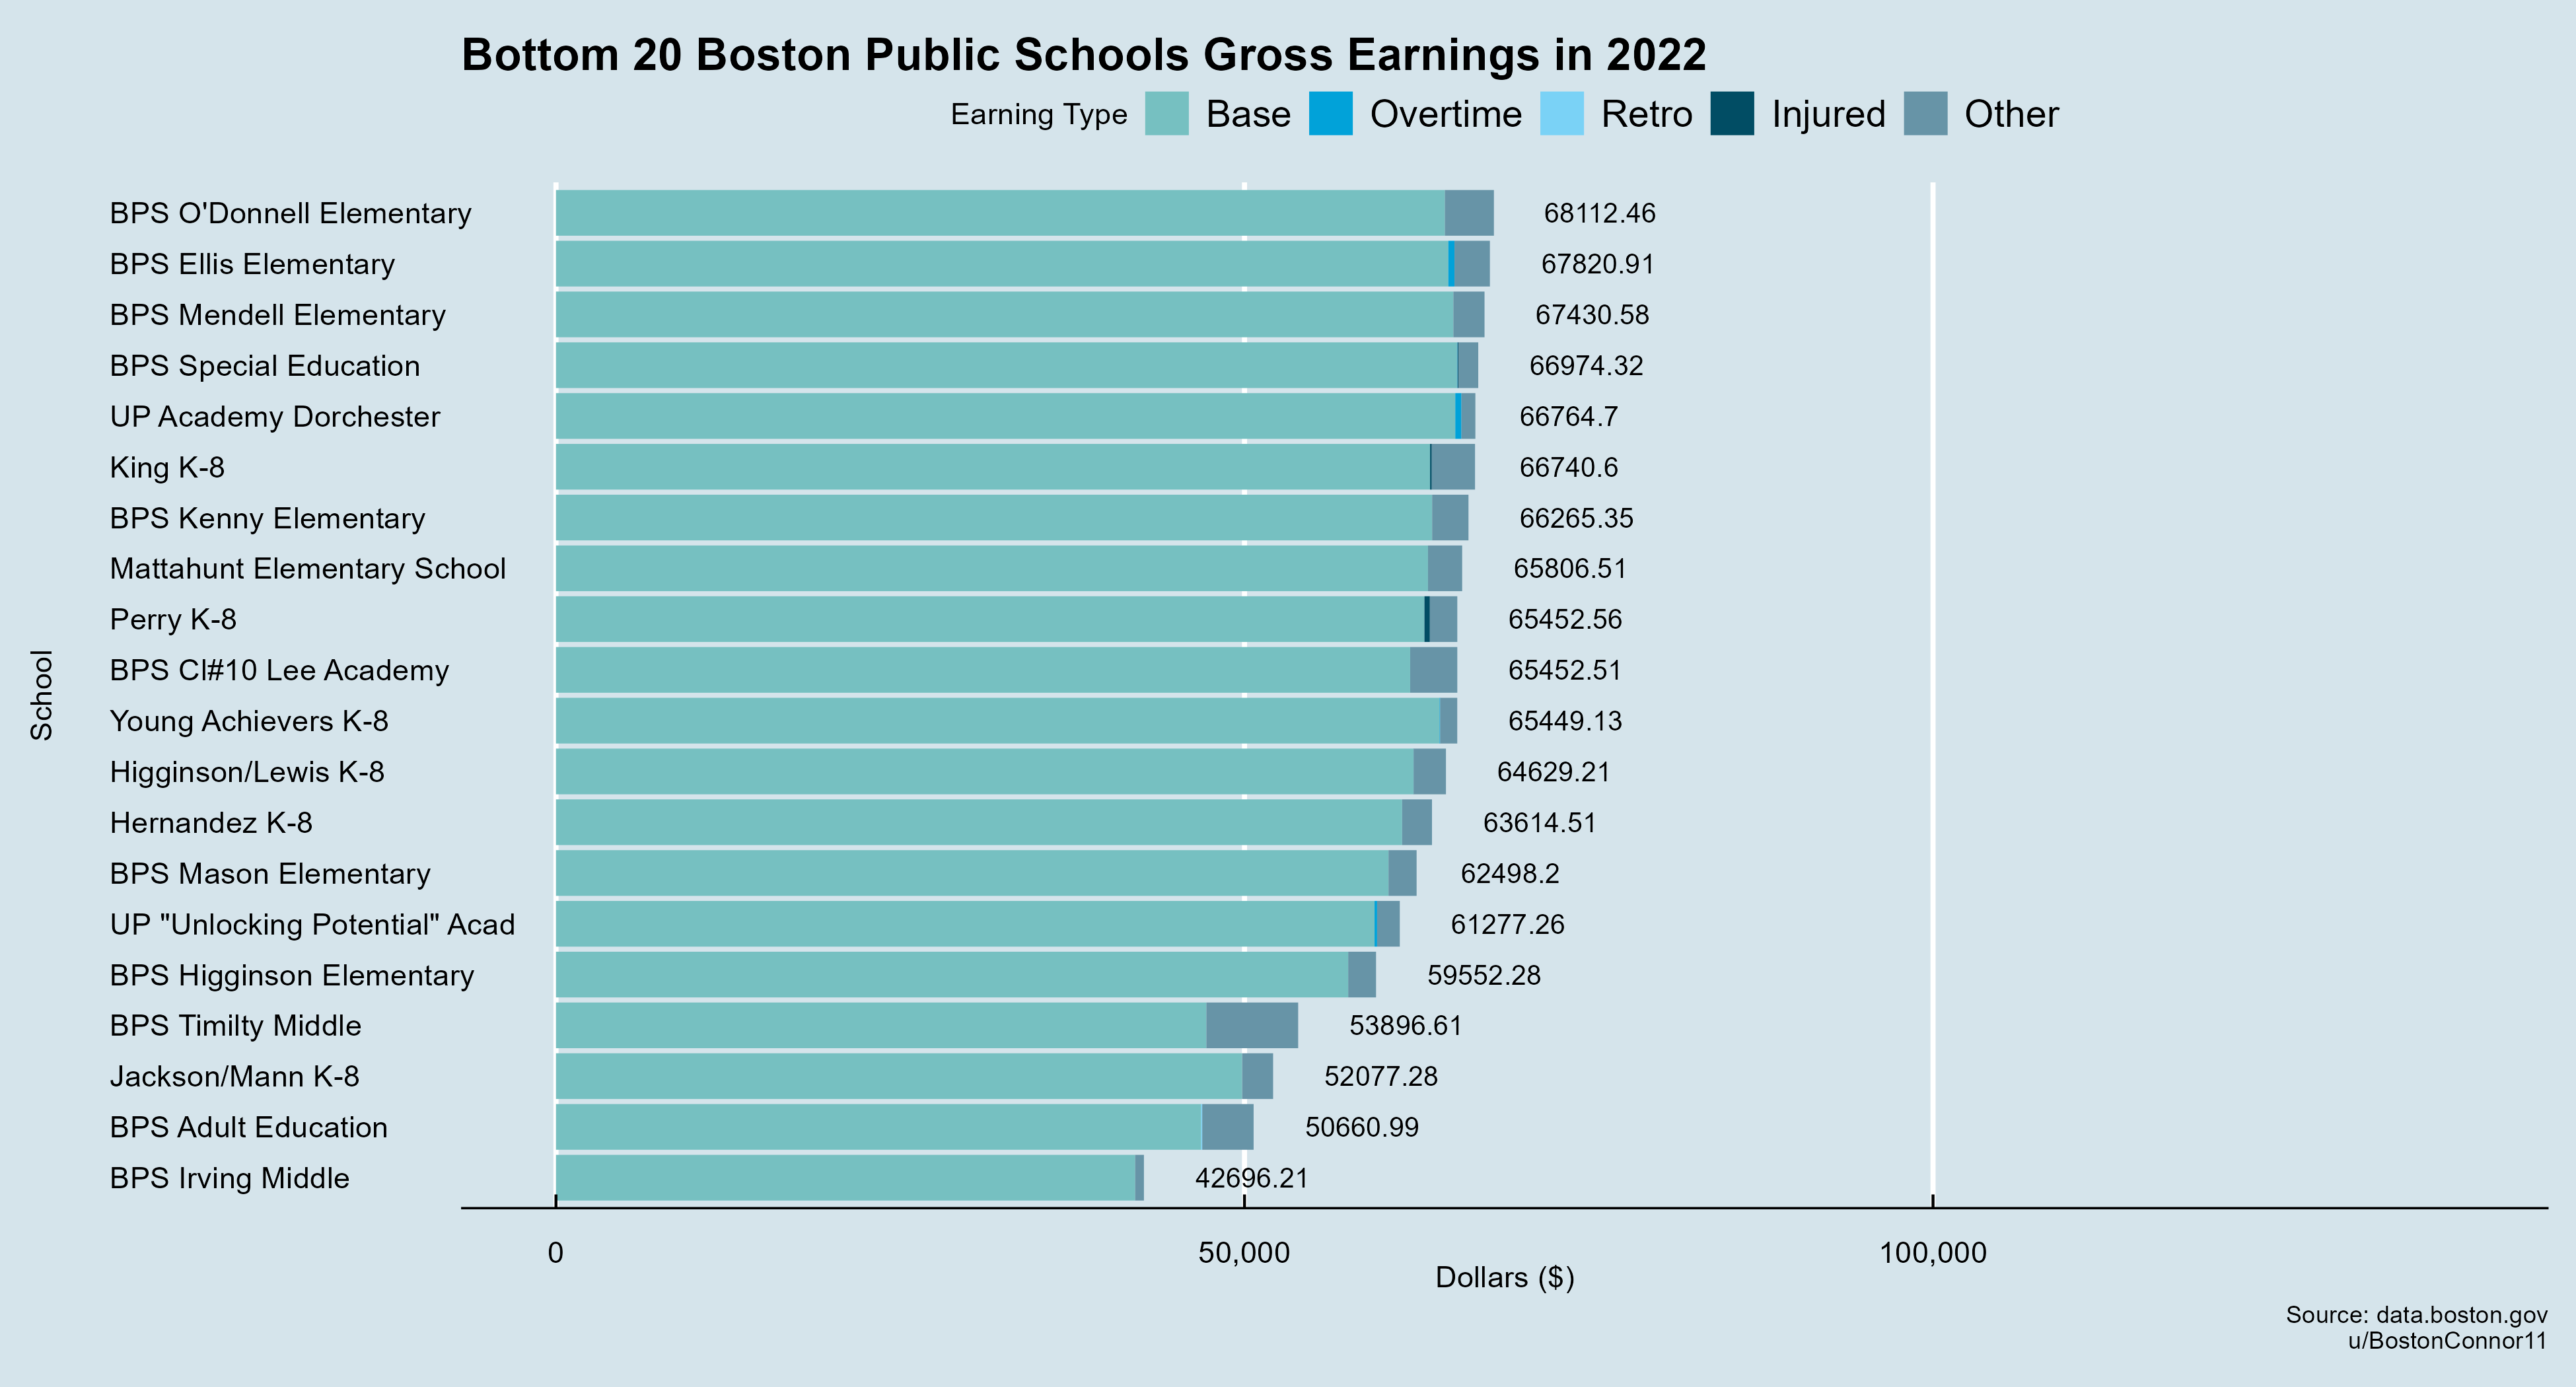 Bottom 20 Boston Public Schools Gross Earnings in 2022
Earning Type Base Overtime Retro Injured Other
BPS O'Donnell Elementary 68112.46
BPS Ellis Elementary 67820.91
BPS Mendell Elementary 67430.58
BPS Special Education 66974.32
UP Academy Dorchester 66764.7
King K-8 66740.6
BPS Kenny Elementary 66265.35
Mattahunt Elementary School 65806.51
Perry K-8 65452.56
BPS Cl#10 Lee Academy 65452.51
Young Achievers K-8 65449.13
Higginson/Lewis K-8 64629.21
Hernandez K-8 63614.51
BPS Mason Elementary 62498.2
UP "Unlocking Potential" Acad 61277.26
BPS Higginson Elementary 59552.28
BPS Timilty Middle 53896.61
Jackson/Mann K-8 52077.28
BPS Adult Education 50660.99
BPS Irving Middle 42696.21
School
0 50,000 100,000
Dollars ($)
Source: data.boston.gov
u/BostonConnor11